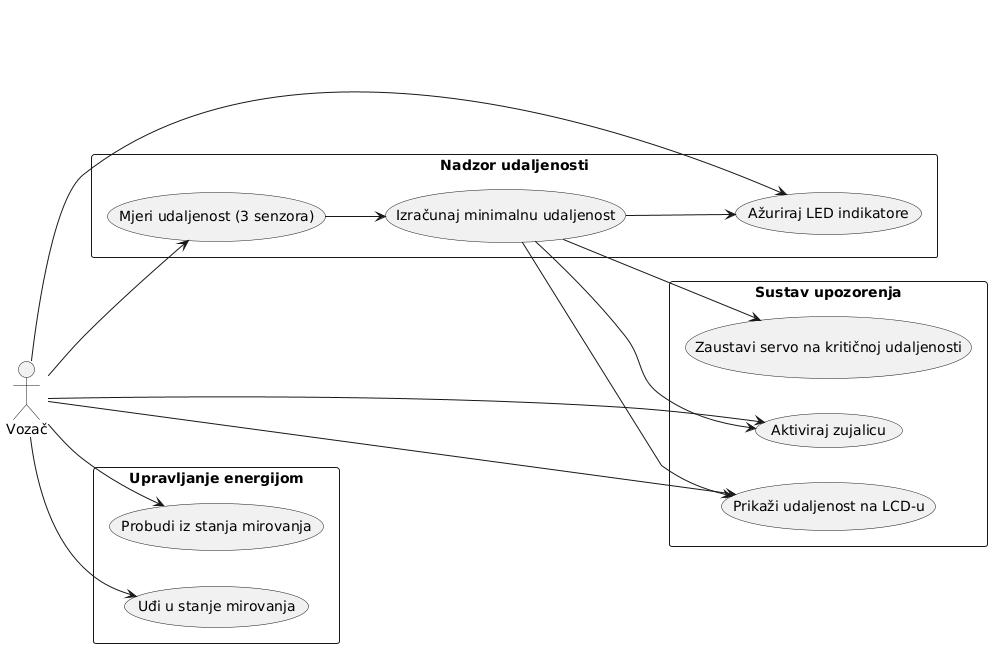 Nadzor udaljenosti
Mjeri udaljenost (3 senzora)
Izračunaj minimalnu udaljenost
Ažuriraj LED indikatore
Sustav upozorenja
Zaustavi servo na kritičnoj udaljenosti
Aktiviraj zujalicu
Prikaži udaljenost na LCD-u
Vozač
Upravljanje energijom
Probudi iz stanja mirovanja
Uđi u stanje mirovanja